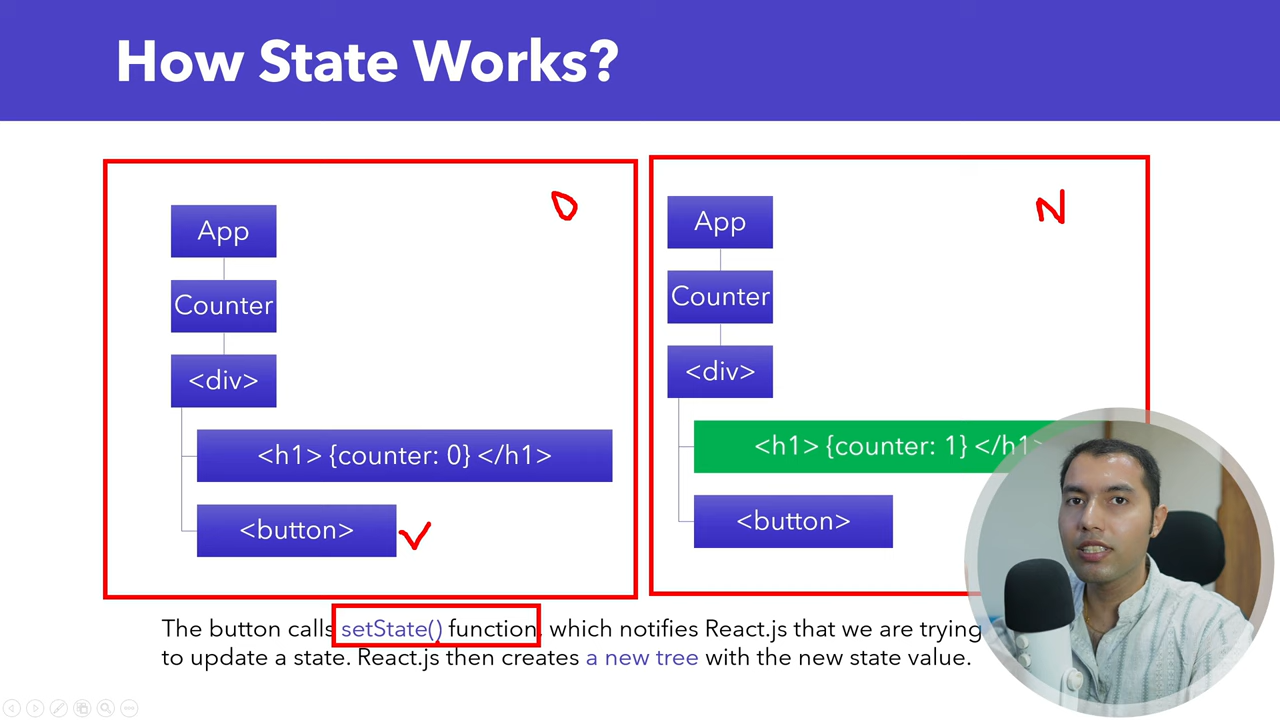 How State Works?
O
App
Counter
<div>
<h1> {counter: 0} </h1>
<button>
N
App
Counter
<div>
<h1> {counter: 1} </h1>
<button>
The button calls setState() function, which notifies React.js that we are trying
to update a state. React.js then creates a new tree with the new state value.